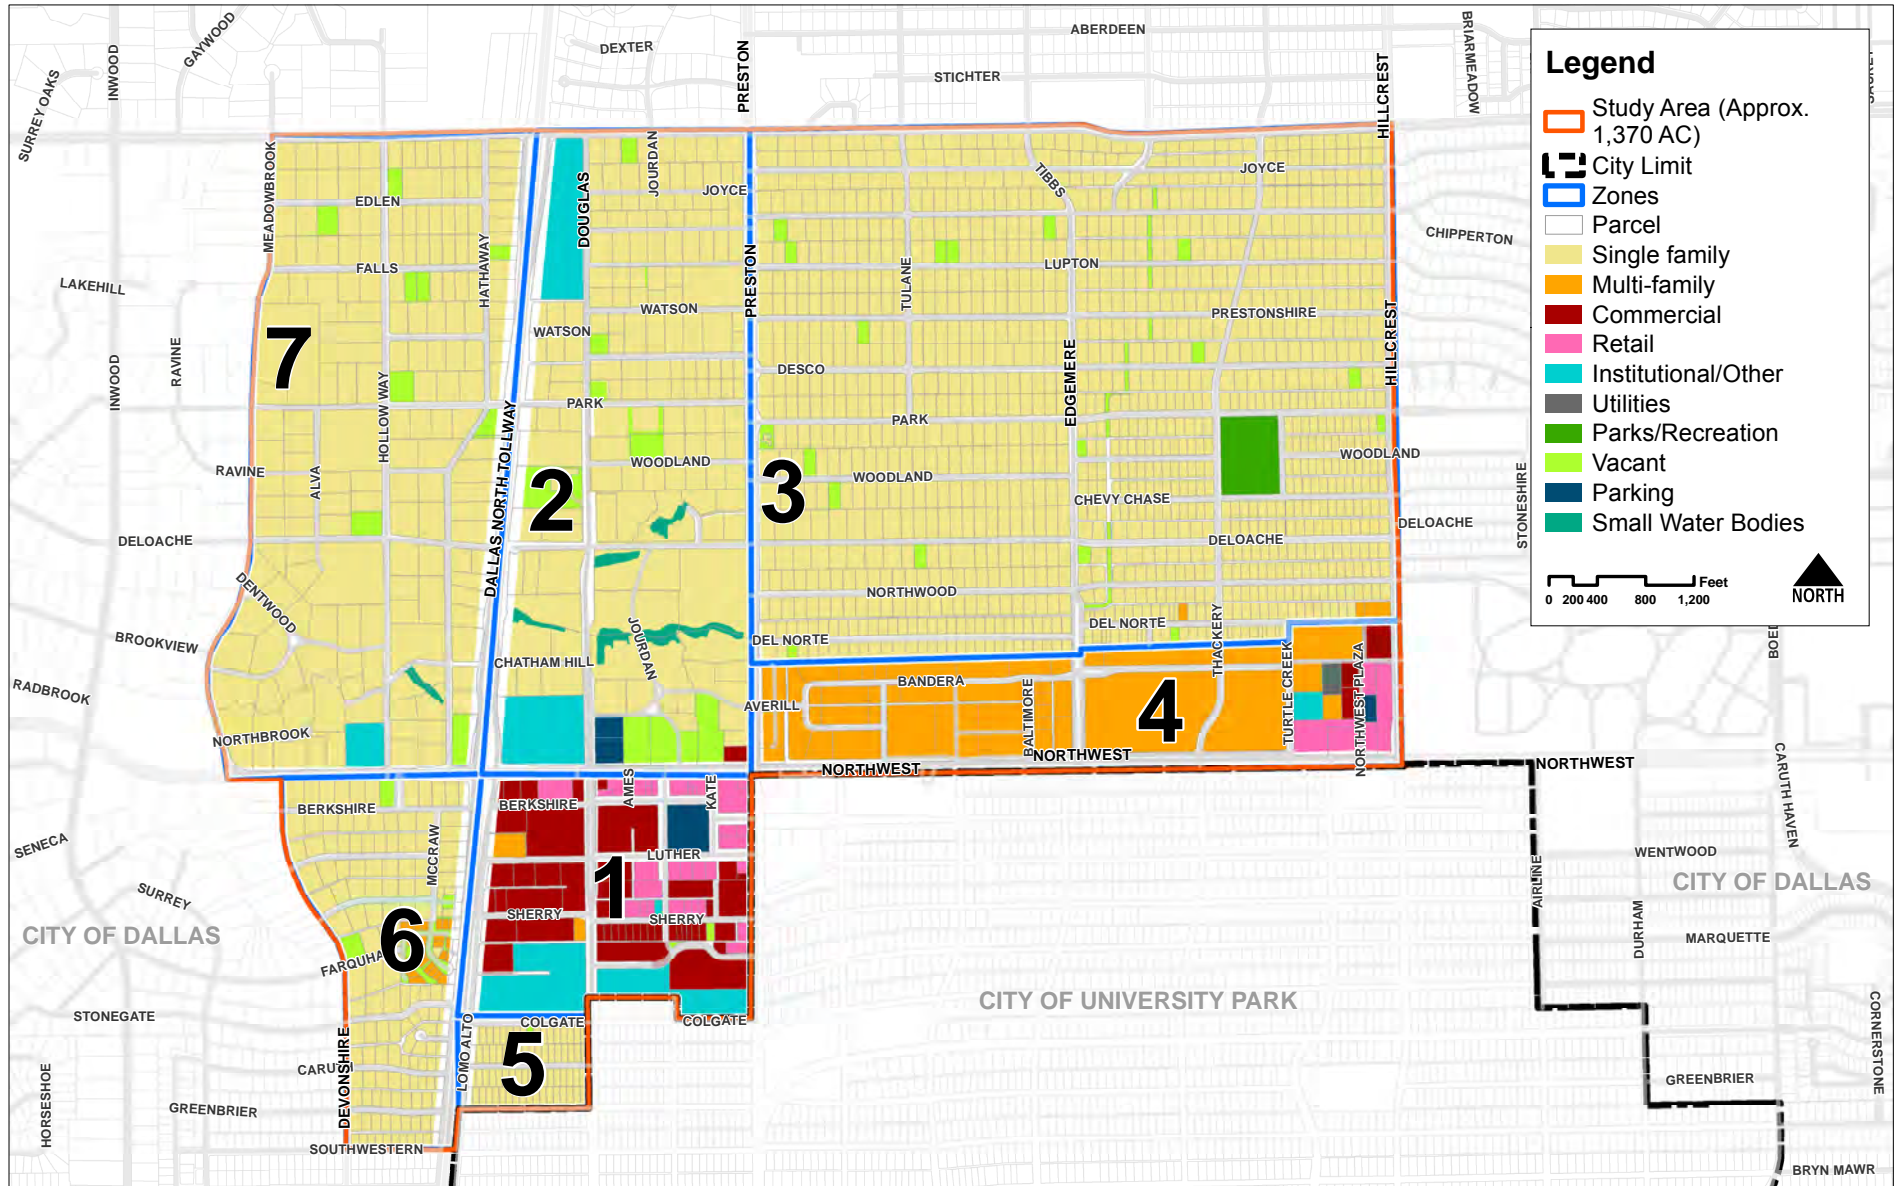 ABERDEEN
BRIARMEADOW
GAYWOOD
DEXTER
INWOOD
PRESTON
HILLCREST
STICHTER
SURREY OAKS
Legend
Study Area (Approx.
1,370 AC)
City Limit
Zones
Parcel
Single family
Multi-family
Commercial
Retail
Institutional/Other
Utilities
Parks/Recreation
Vacant
Parking
Small Water Bodies
Feet
0 200 400 800 1,200
NORTH
MEADOWBROOK
JOURDAN
JOYCE
TIBBS
JOYCE
EDLEN
DOUGLAS
HATHAWAY
CHIPPERTON
FALLS
PRESTON
TULANE
LUPTON
LAKEHILL
WATSON
WATSON
PRESTONSHIRE
HILLCREST
7
RAVINE
INWOOD
DESCO
EDGEMERE
HOLLOW WAY
PARK
PARK
DALLAS NORTH TOLLWAY
RAVINE
ALVA
WOODLAND
WOODLAND
WOODLAND
2
3
CHEVY CHASE
STONESHIRE
DELOACHE
DELOACHE
DELOACHE
DENTWOOD
NORTHWOOD
BROOKVIEW
JOURDAN
DEL NORTE
DEL NORTE
THACKERY
CHATHAM HILL
RADBROOK
BANDERA
TURTLE CREEK
NORTHWEST PLAZA
AVERILL
BALTIMORE
4
NORTHBROOK
NORTHWEST
NORTHWEST
NORTHWEST
CARUTH HAVEN
BERKSHIRE
BERKSHIRE
AMES
KATE
SENECA
MCCRAW
LUTHER
WENTWOOD
1
AIRLINE
CITY OF DALLAS
SURREY
SHERRY
SHERRY
6
CITY OF DALLAS
DURHAM
MARQUETTE
CITY OF UNIVERSITY PARK
STONEGATE
COLGATE
COLGATE
CORNERSTONE
LOMO ALTO
5
DEVONSHIRE
HORSESHOE
GREENBRIER
GREENBRIER
SOUTHWESTERN
BRYN MAWR